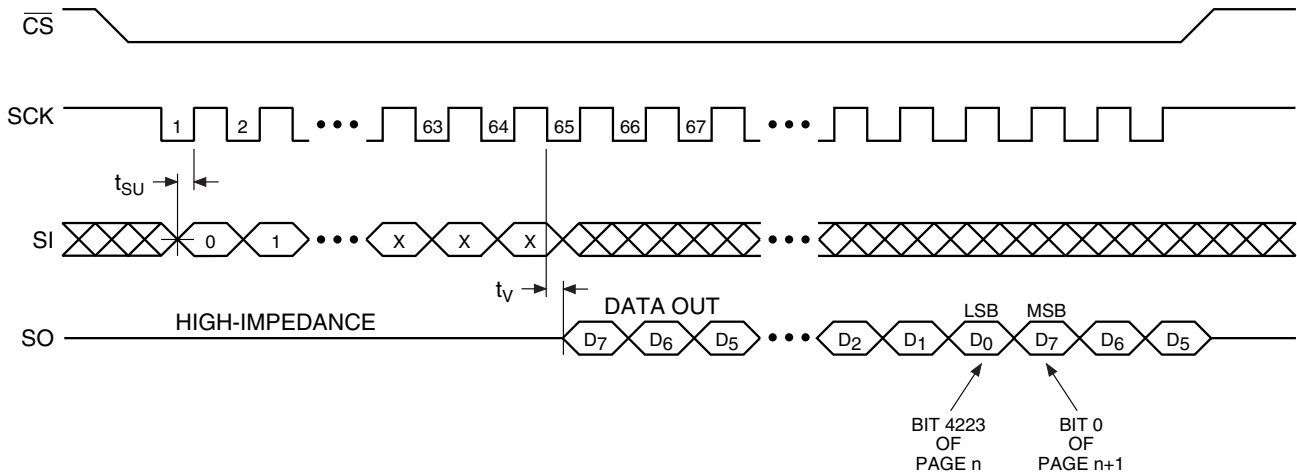 CS
SCK 1 2 ••• 63 64 65 66 67 •••
tSU
SI 0 1 ••• X X X •••
tV
DATA OUT
LSB MSB
HIGH-IMPEDANCE
SO D7 D6 D5 ••• D2 D1 D0 D7 D6 D5
BIT 4223
OF
PAGE n
BIT 0
OF
PAGE n+1